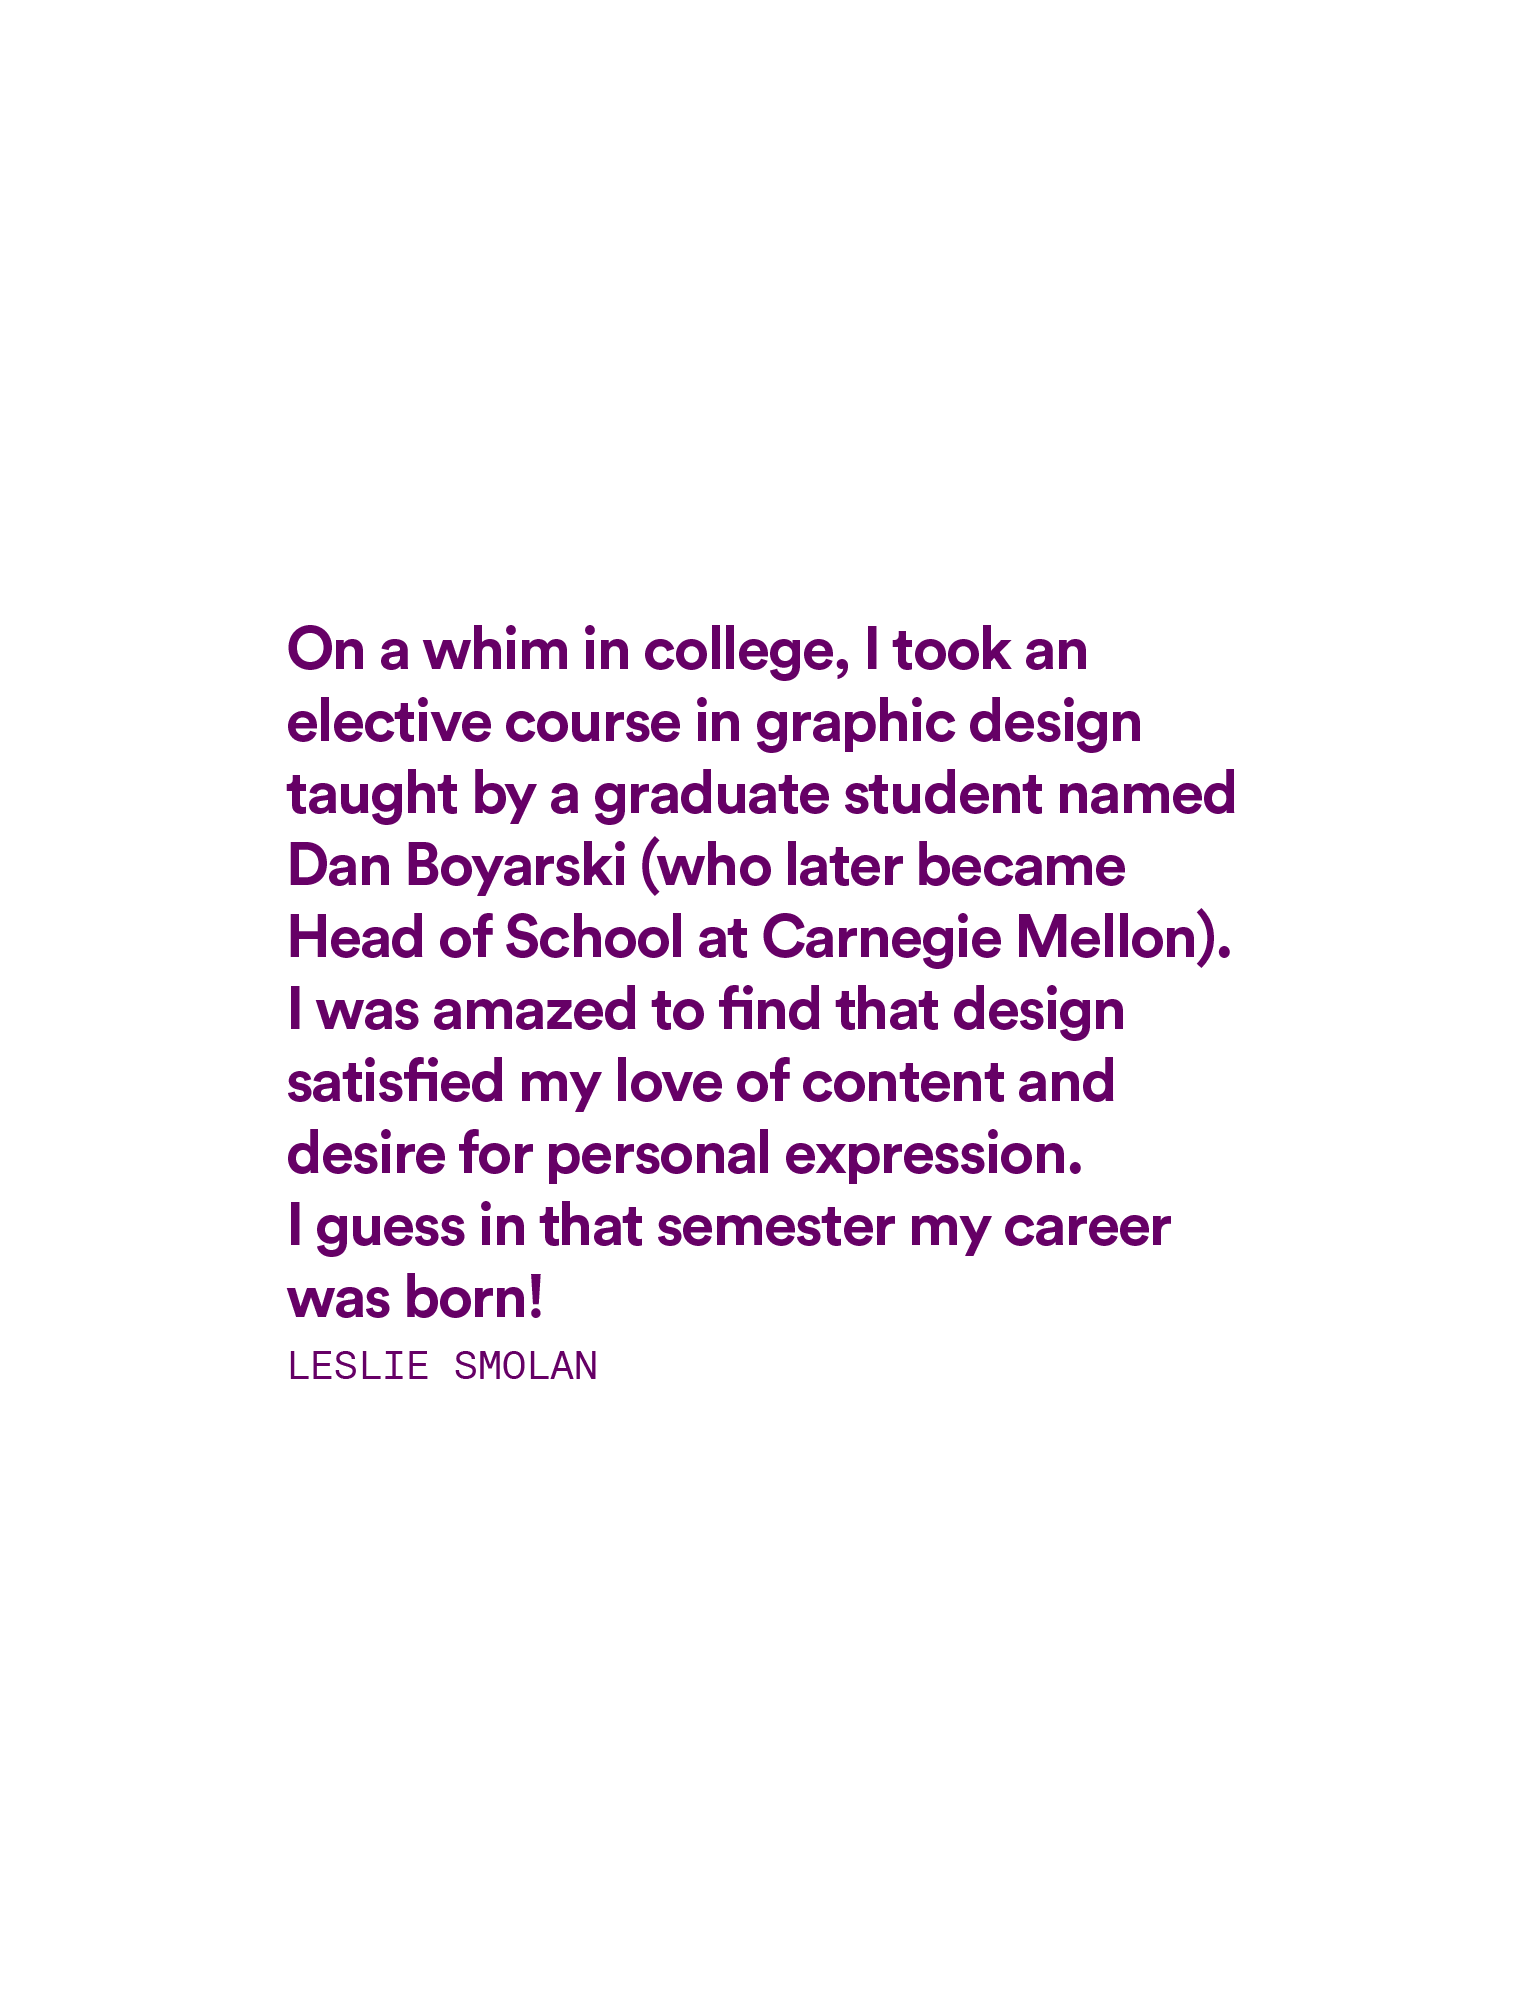 On a whim in college, I took an
elective course in graphic design
taught by a graduate student named
Dan Boyarski (who later became
Head of School at Carnegie Mellon).
I was amazed to find that design
satisfied my love of content and
desire for personal expression.
I guess in that semester my career
was born!
LESLIE SMOLAN